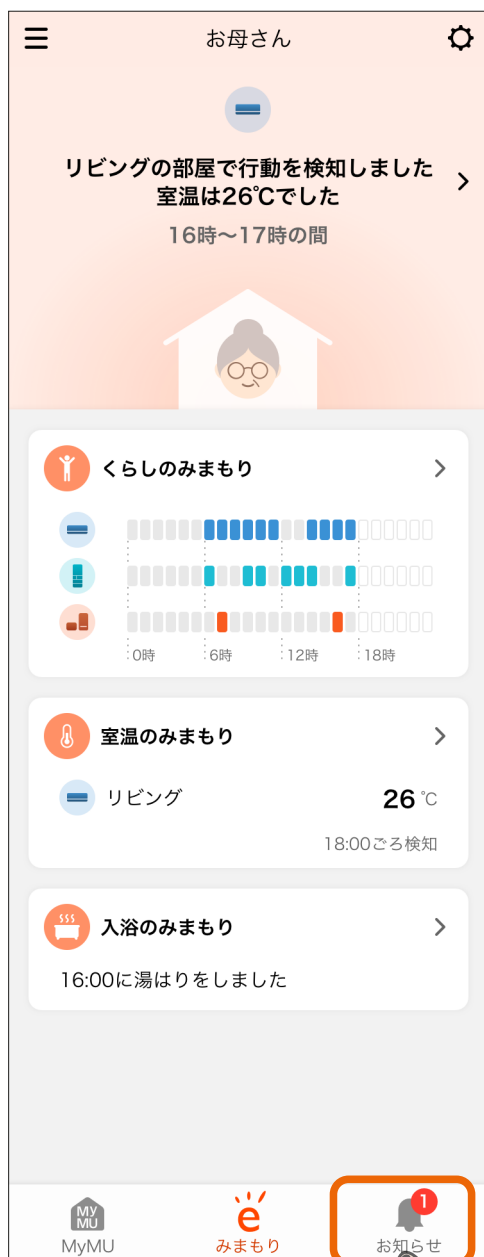 お母さん
リビングの部屋で行動を検知しました
室温は26℃でした
16時〜17時の間
くらしのみまもり
0時 6時 12時 18時
室温のみまもり
リビング 26 ℃
18:00ごろ検知
入浴のみまもり
16:00に湯はりをしました
MY
MU
1
MyMU みまもり お知らせ